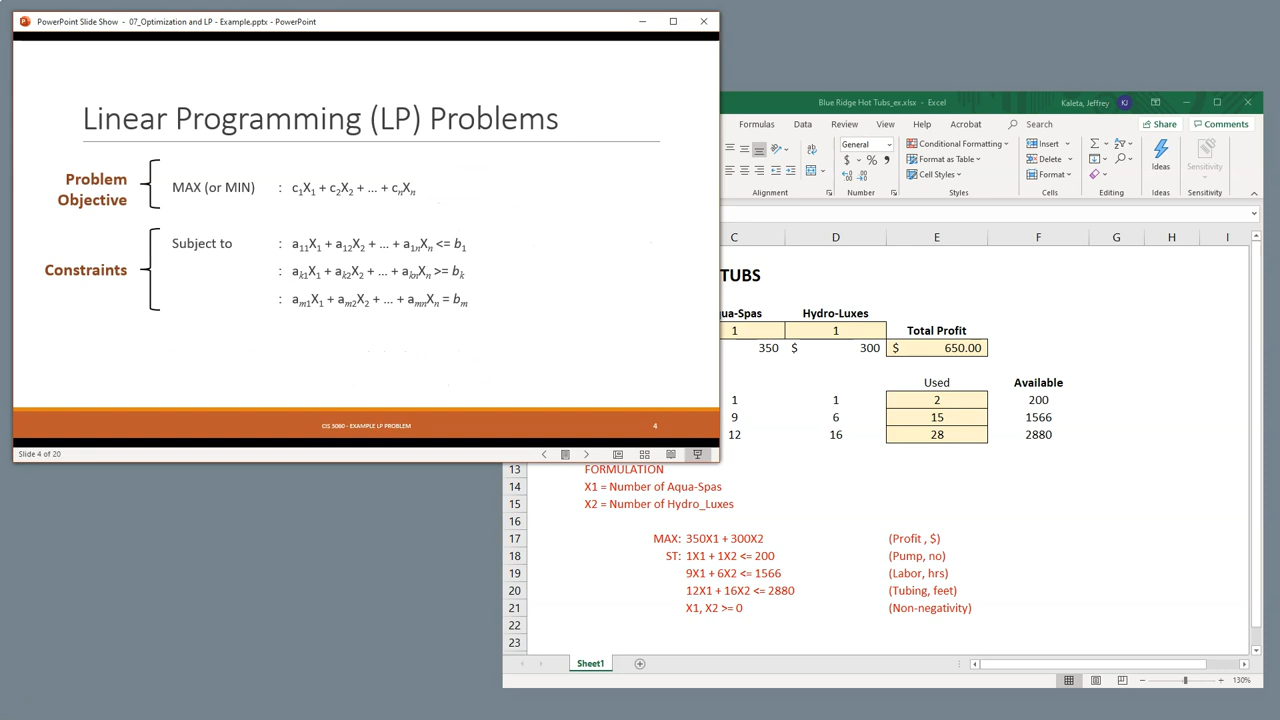 PowerPoint Slide Show - 07_Optimization and LP - Example.pptx - PowerPoint
Linear Programming (LP) Problems
Problem
Objective
MAX (or MIN) : c1X1 + c2X2 + ... + cnXn
Constraints
Subject to : a11X1 + a12X2 + ... + a1nXn <= b1
: ak1X1 + ak2X2 + ... + aknXn >= bk
: am1X1 + am2X2 + ... + amnXn = bm
CIS 3060 - EXAMPLE LP PROBLEM 4
Slide 4 of 20
Blue Ridge Hot Tubs_ex.xlsx - Excel
Kaleta, Jeffrey KJ
Formulas Data Review View Help Acrobat Search Share Comments
General
Conditional Formatting
Format as Table
Cell Styles
Insert
Delete
Format
Ideas
Sensitivity
Alignment Number Styles Cells Editing Ideas Sensitivity
C D E F G H I
TUBS
ua-Spas Hydro-Luxes
1 1 Total Profit
350 $ 300 $ 650.00
Used Available
1 1 2 200
9 6 15 1566
12 16 28 2880
13 FORMULATION
14 X1 = Number of Aqua-Spas
15 X2 = Number of Hydro_Luxes
16
17 MAX: 350X1 + 300X2 (Profit , $)
18 ST: 1X1 + 1X2 <= 200 (Pump, no)
19 9X1 + 6X2 <= 1566 (Labor, hrs)
20 12X1 + 16X2 <= 2880 (Tubing, feet)
21 X1, X2 >= 0 (Non-negativity)
22
23
Sheet1
130%